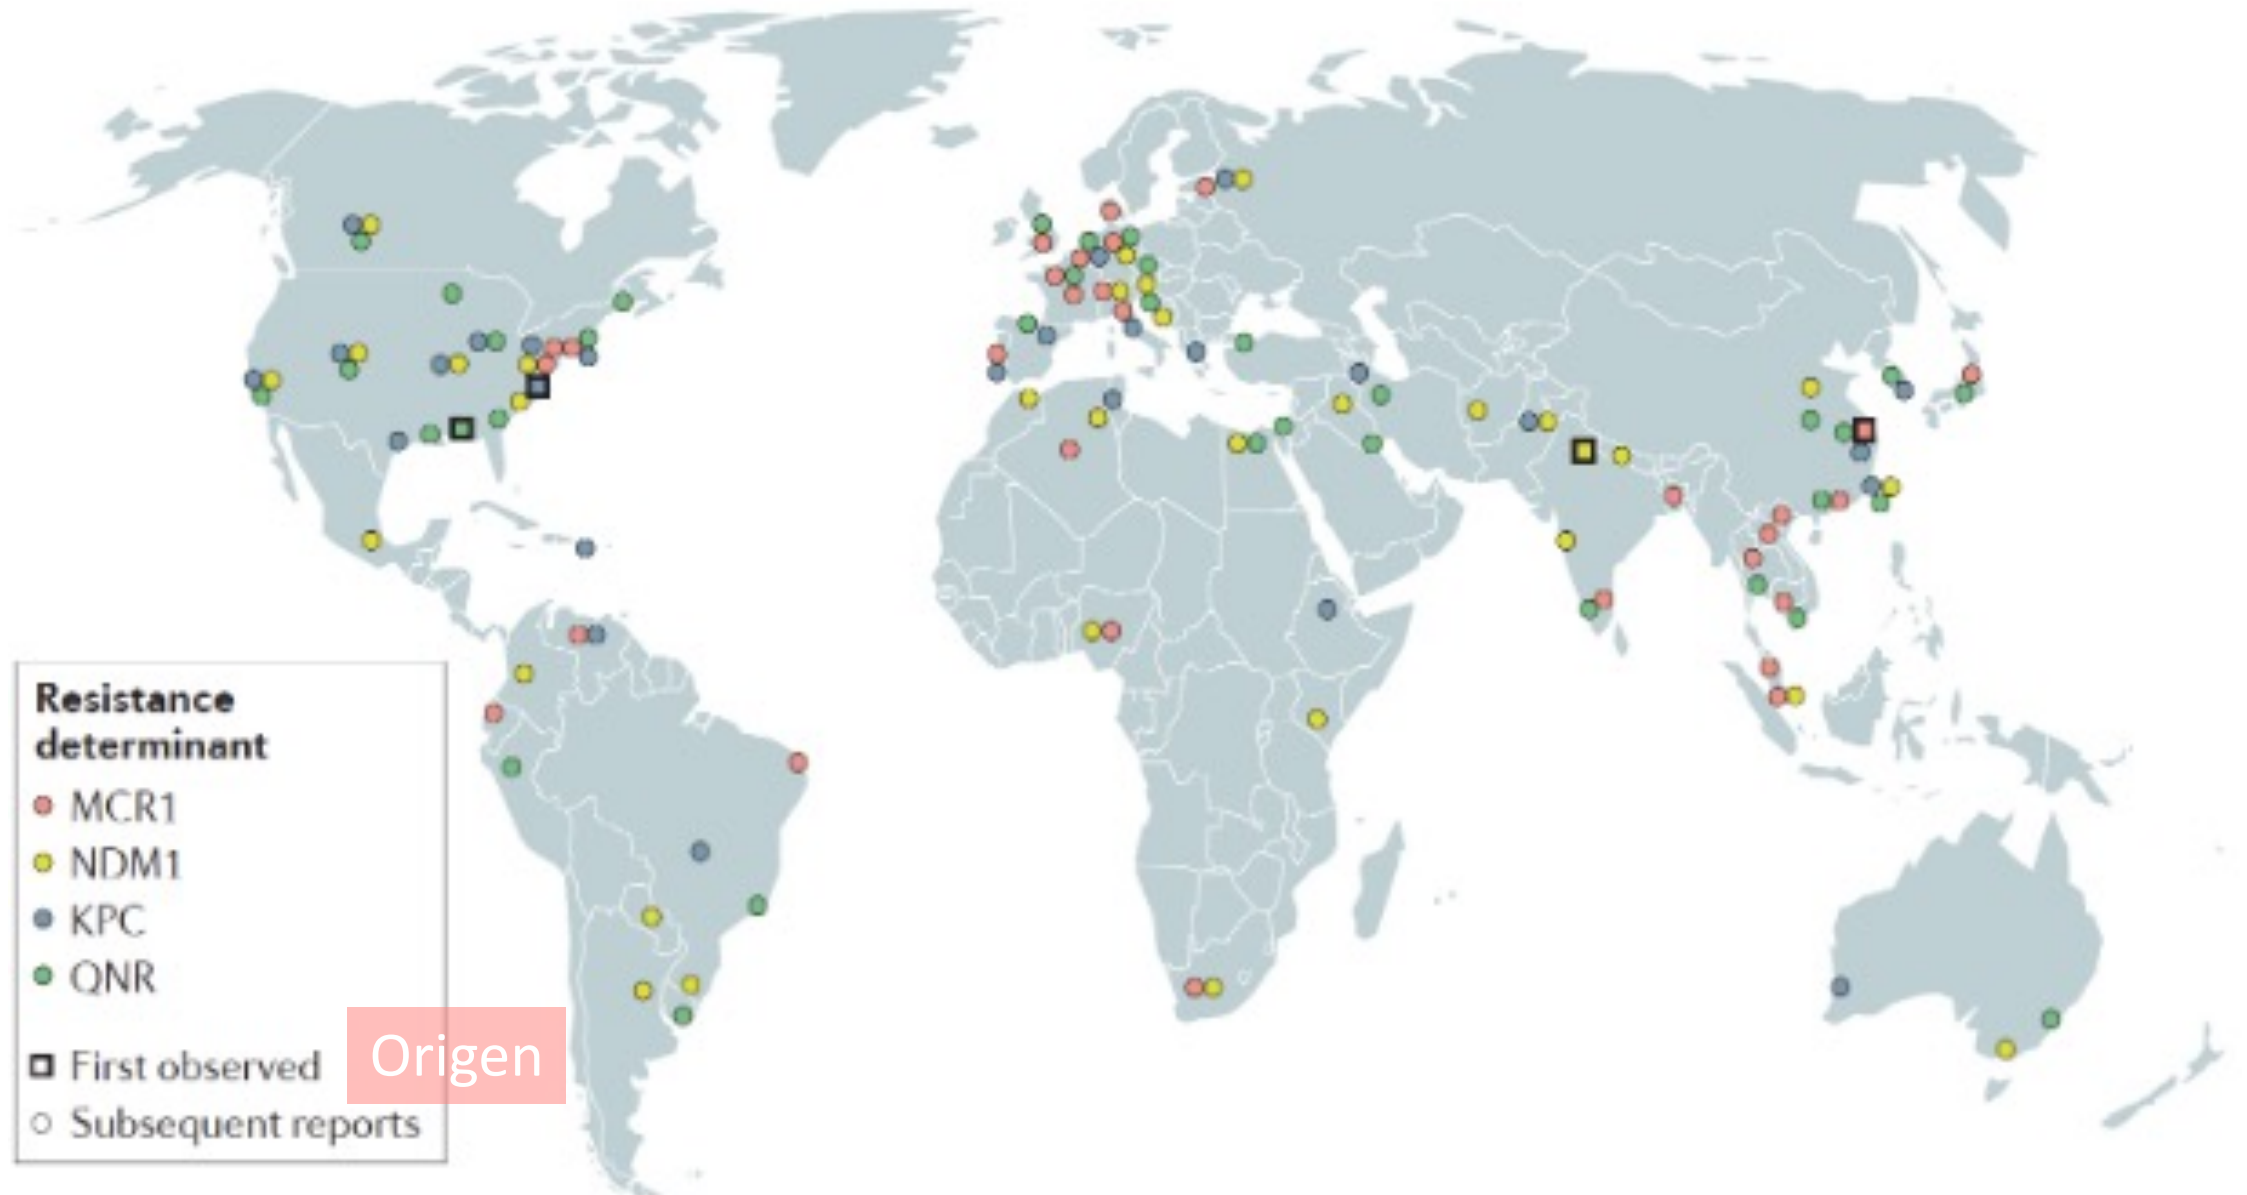 Resistance
determinant
MCR1
NDM1
KPC
QNR
First observed
Origen
Subsequent reports